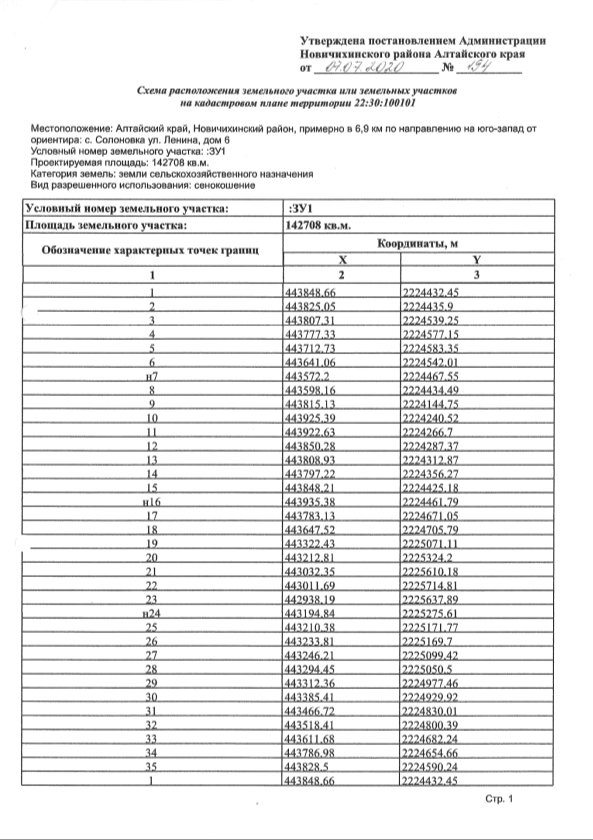 Утверждена постановлением Администрации
Новичихинского района Алтайского края
от 07.07.2020 № 194
Схема расположения земельного участка или земельных участков
на кадастровом плане территории 22:30:100101
Местоположение: Алтайский край, Новичихинский район, примерно в 6,9 км по направлению на юго-запад от
ориентира: с. Солоновка ул. Ленина, дом 6
Условный номер земельного участка: :ЗУ1
Проектируемая площадь: 142708 кв.м.
Категория земель: земли сельскохозяйственного назначения
Вид разрешенного использования: сенокошение
Условный номер земельного участка: :ЗУ1
Площадь земельного участка: 142708 кв.м.
Обозначение характерных точек границ Координаты, м
X Y
1 2 3
1 443848.66 2224432.45
2 443825.05 2224435.9
3 443807.31 2224539.25
4 443777.33 2224577.15
5 443712.73 2224583.35
6 443641.06 2224542.01
н7 443572.2 2224467.55
8 443598.16 2224434.49
9 443815.13 2224144.75
10 443925.39 2224240.52
11 443922.63 2224266.7
12 443850.28 2224287.37
13 443808.93 2224312.87
14 443797.22 2224356.27
15 443848.21 2224425.18
н16 443935.38 2224461.79
17 443783.13 2224671.05
18 443647.52 2224705.79
19 443322.43 2225071.11
20 443212.81 2225324.2
21 443032.35 2225610.18
22 443011.69 2225714.81
23 442938.19 2225637.89
н24 443194.84 2225275.61
25 443210.38 2225171.77
26 443233.81 2225169.7
27 443246.21 2225099.42
28 443294.45 2225050.5
29 443312.36 2224977.46
30 443385.41 2224929.92
31 443466.72 2224830.01
32 443518.41 2224800.39
33 443611.68 2224682.24
34 443786.98 2224654.66
35 443828.5 2224590.24
1 443848.66 2224432.45
Стр. 1